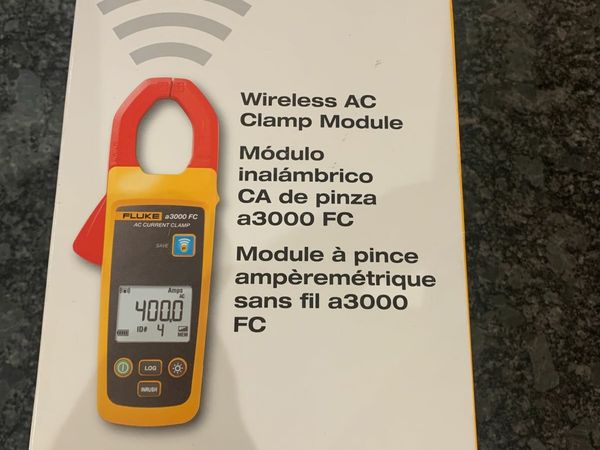 Wireless AC
Clamp Module
Módulo
inalámbrico
CA de pinza
a3000 FC
Module à pince
ampèremétrique
sans fil a3000
FC
FLUKE a3000 FC
AC CURRENT CLAMP
SAVE
Amps
AC
400.0
ID# 4
MEM
LOG
INRUSH